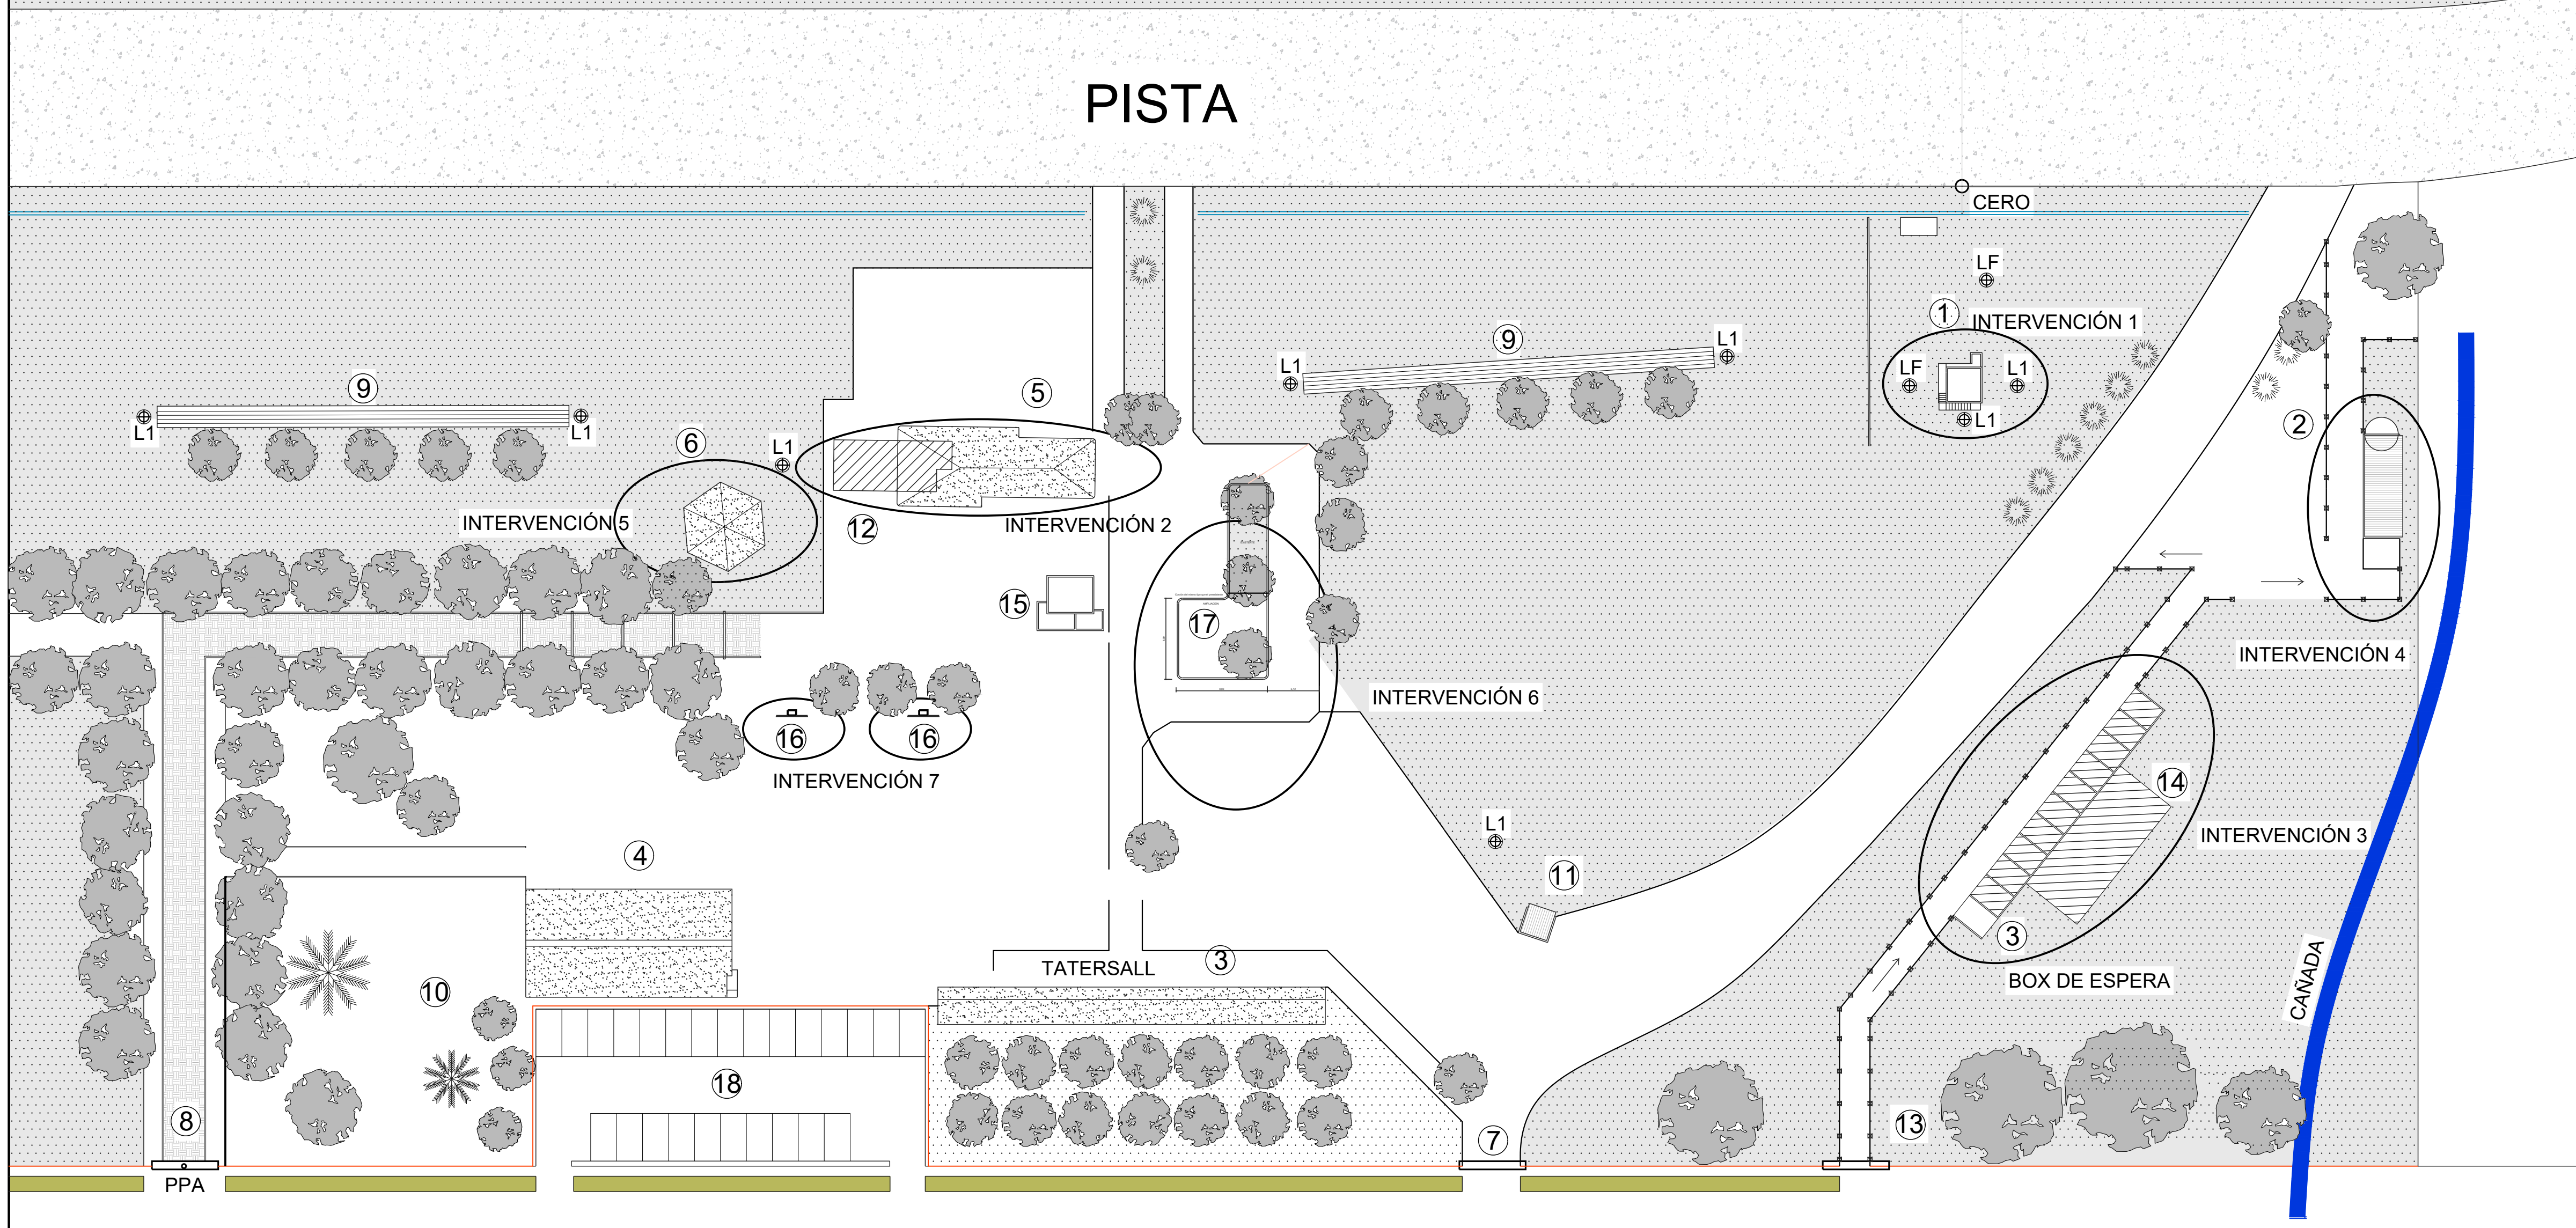 PISTA
CERO
LF
1
INTERVENCIÓN 1
LF
L1
L1
9
L1
L1
9
L1
L1
5
6
L1
2
INTERVENCIÓN 5
12
INTERVENCIÓN 2
15
17
INTERVENCIÓN 4
INTERVENCIÓN 6
16
16
INTERVENCIÓN 7
14
L1
INTERVENCIÓN 3
4
11
3
3
TATERSALL
BOX DE ESPERA
CAÑADA
10
18
8
13
7
PPA